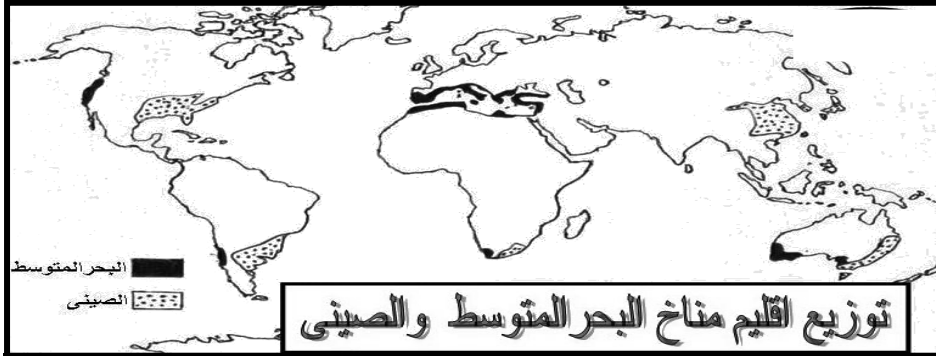 البحر المتوسط
الصينى
توزيع اقليم مناخ البحر المتوسط والصينى